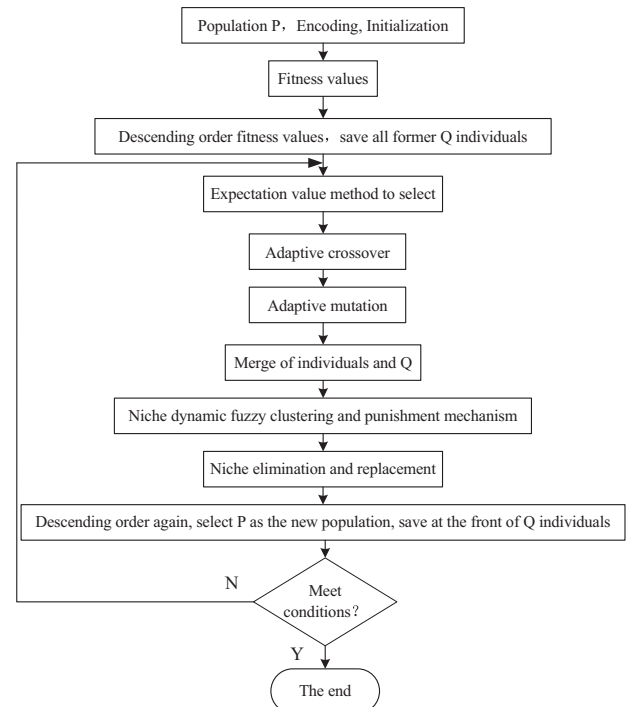 Population P，Encoding, Initialization
Fitness values
Descending order fitness values，save all former Q individuals
Expectation value method to select
Adaptive crossover
Adaptive mutation
Merge of individuals and Q
Niche dynamic fuzzy clustering and punishment mechanism
Niche elimination and replacement
Descending order again, select P as the new population, save at the front of Q individuals
N
Meet
conditions？
Y
The end